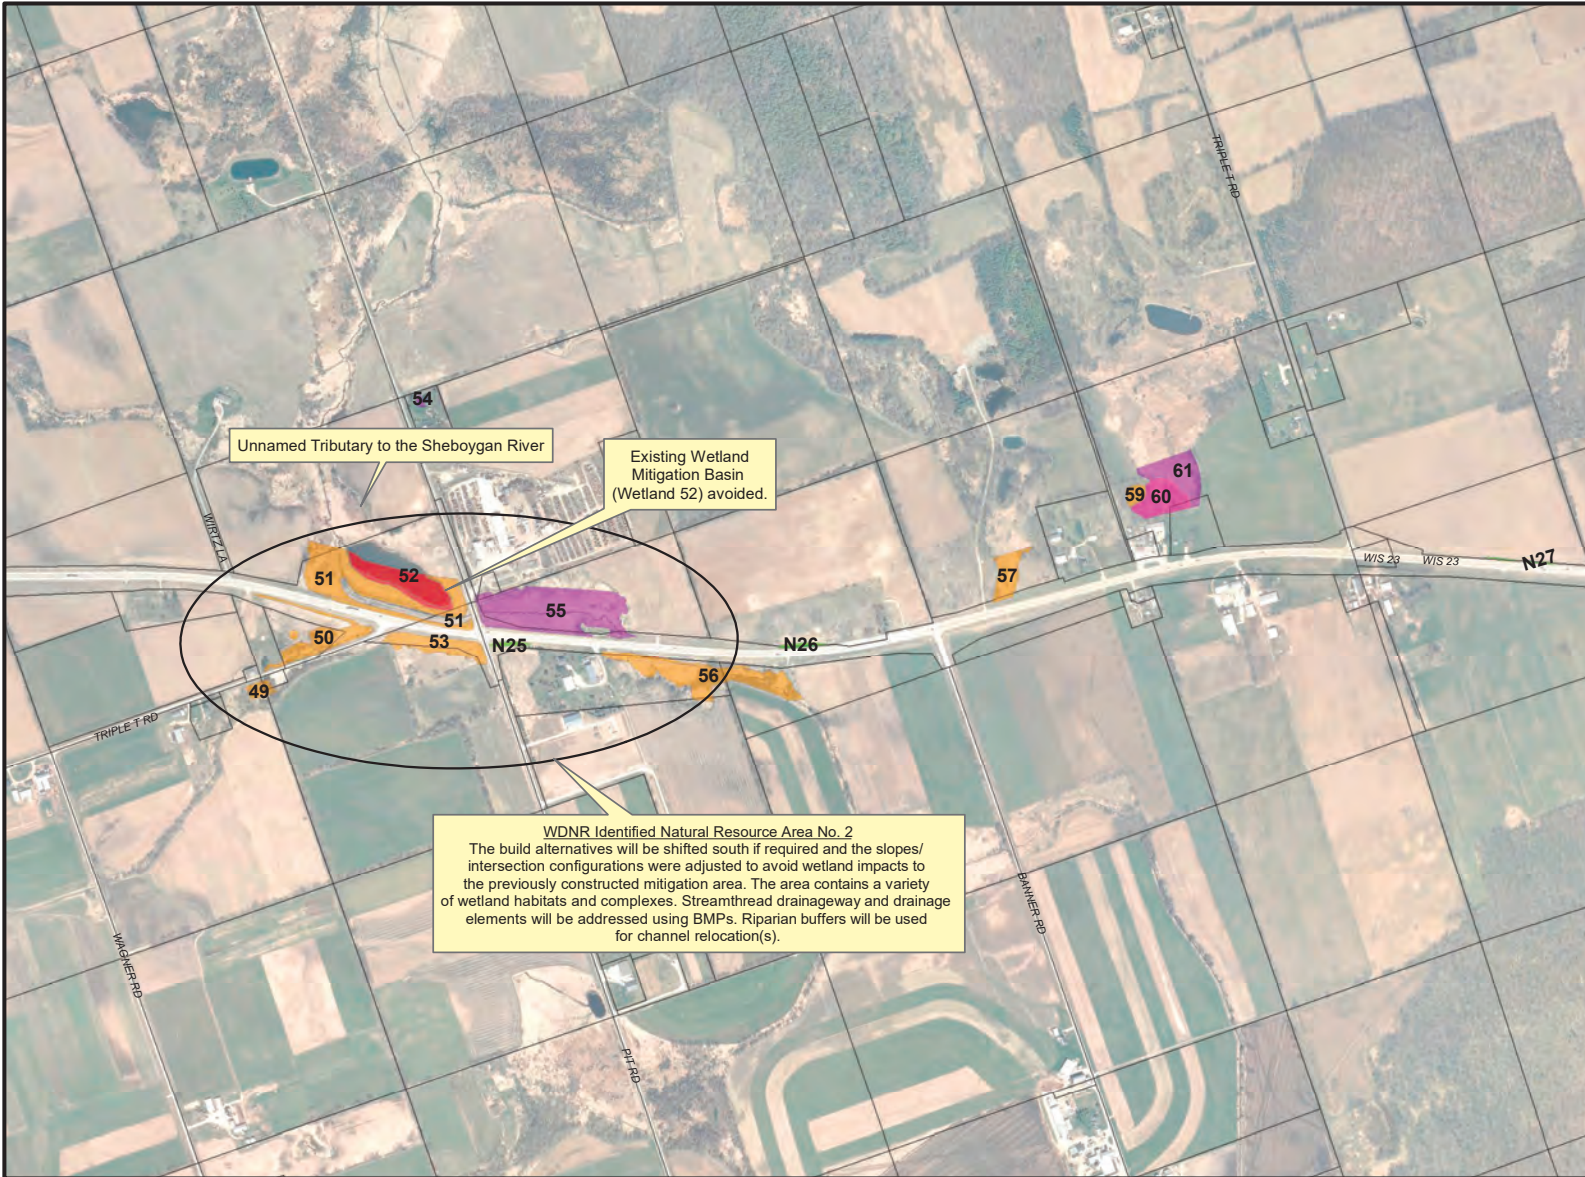 TRIPLE T RD
54
Unnamed Tributary to the Sheboygan River
Existing Wetland
Mitigation Basin
(Wetland 52) avoided.
61
59
60
WIRTZ LA
51
52
57
WIS 23
WIS 23
N27
55
51
50
53
N25
N26
56
49
TRIPLE T RD
WDNR Identified Natural Resource Area No. 2
The build alternatives will be shifted south if required and the slopes/
intersection configurations were adjusted to avoid wetland impacts to
the previously constructed mitigation area. The area contains a variety
of wetland habitats and complexes. Streamthread drainageway and drainage
elements will be addressed using BMPs. Riparian buffers will be used
for channel relocation(s).
BANNER RD
WAGNER RD
PIT RD